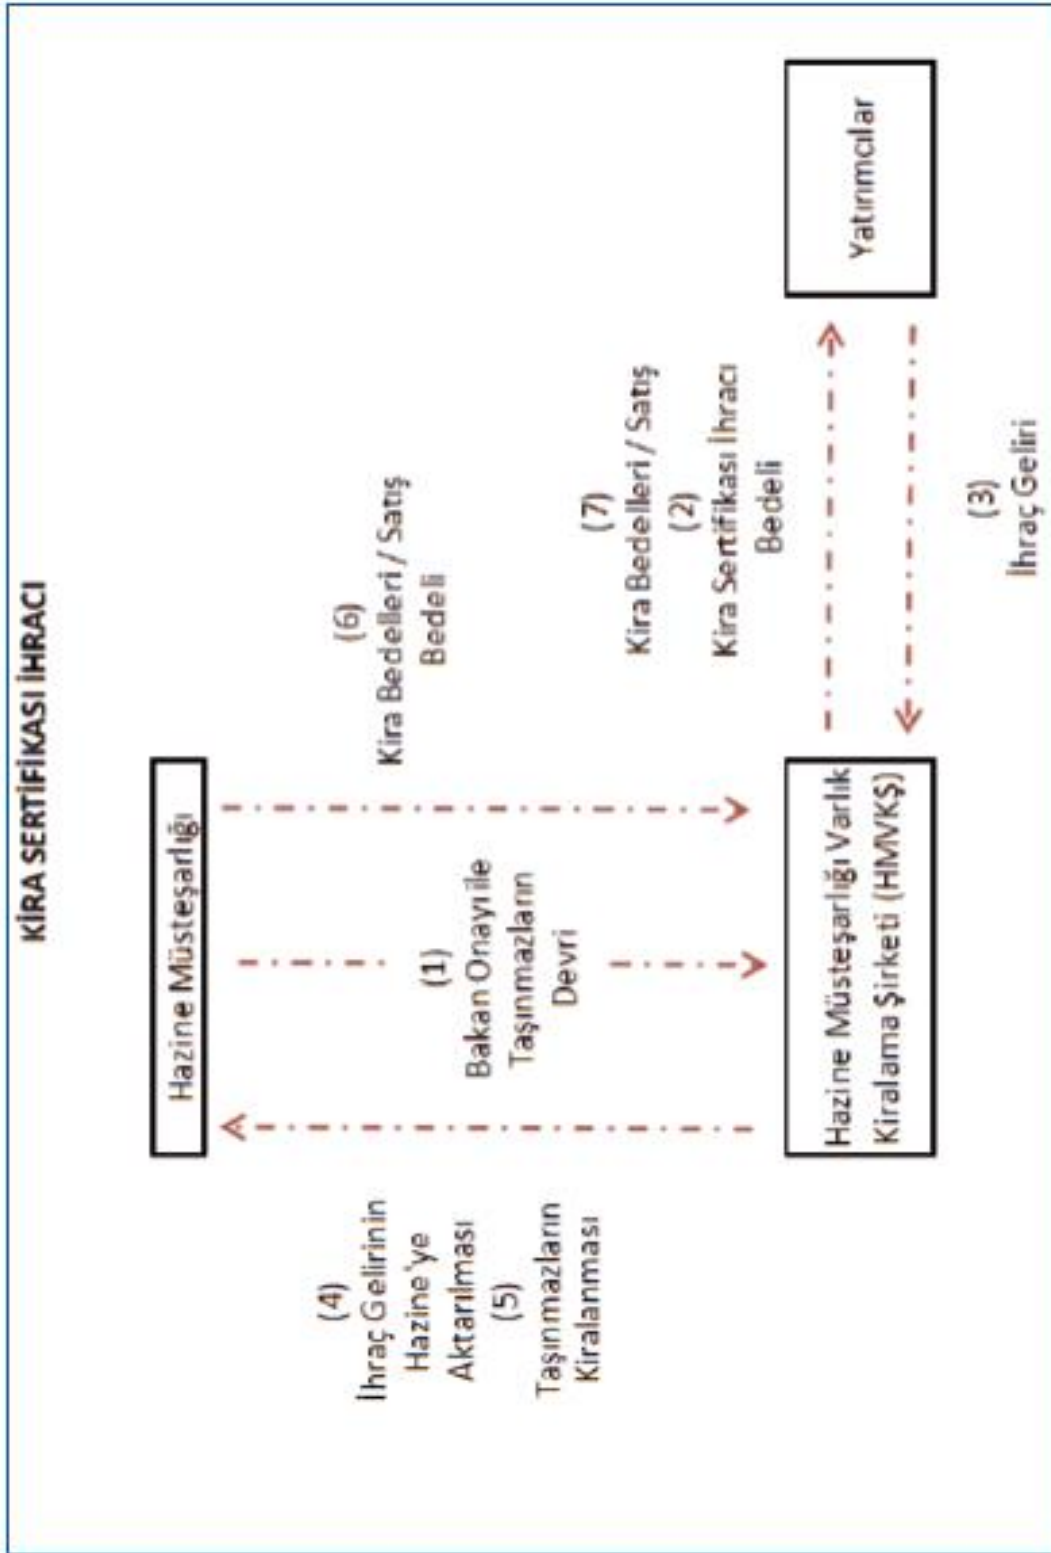 KİRA SERTİFİKASI İHRACI
Hazine Müsteşarlığı
(4)
İhraç Gelirinin
Hazine'ye
Aktarılması
(5)
Taşınmazların
Kiralanması
(1)
Bakan Onayı ile
Taşınmazların
Devri
(6)
Kira Bedelleri / Satış
Bedeli
(7)
Kira Bedelleri / Satış
(2)
Kira Sertifikası İhracı
Bedeli
Hazine Müsteşarlığı Varlık
Kiralama Şirketi (HMVKŞ)
Yatırımcılar
(3)
İhraç Geliri